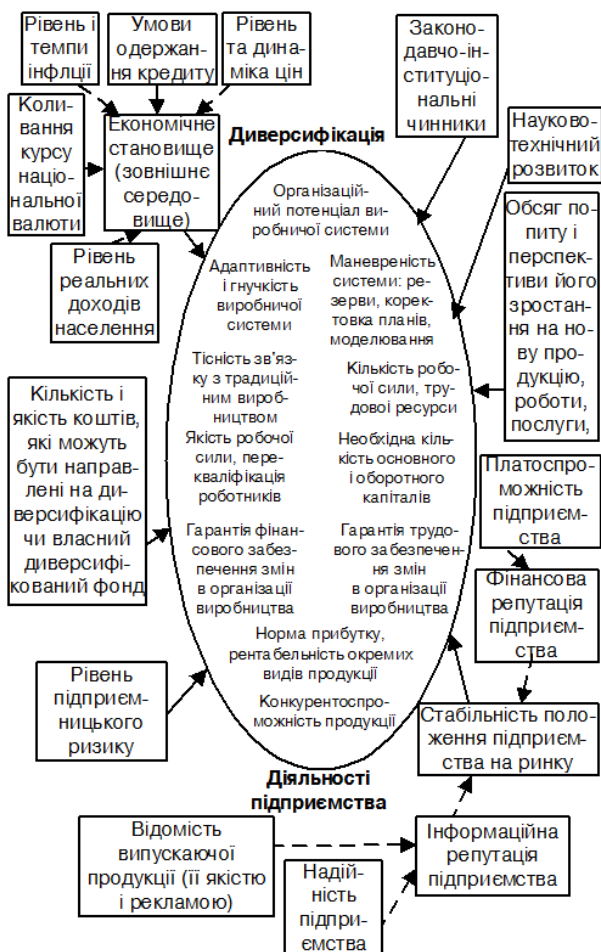 Рівень і
темпи
інфлції
Умови
одержан-
ня кредиту
Рівень
та дина-
міка цін
Законо-
давчо-ін-
ституціо-
нальні
чинники
Коли-
вання
курсу
наці-
ональної
валюти
Економічне
становище
(зовнішнє
середо-
вище)
Рівень
реальних
доходів
населення
Диверсифікація
Науково-
технічний
розвиток
Обсяг по-
питу і
перспек-
тиви його
зростан-
ня на но-
ву про-
дукцію,
роботи,
послуги,
Організацій-
ний потенціал ви-
робничої системи
Адаптивність
і гнучкість
виробничої
системи
Маневреність
системи: ре-
зерви, корек-
товка планів,
моделювання
Тісність зв'язку
з традицій-
ним вироб-
ництвом
Кількість робо-
чої сили, тру-
дові ресурси
Якість робочої
сили, пере-
кваліфікація
роботників
Необхідна кіль-
кість основного
і оборотного
капіталів
Гарантія фінан-
сового забез-
печення змін
в організації
виробництва
Гарантія трудо-
вого забезпечен-
ня змін
в організації
виробництва
Норма прибутку,
рентабельність окремих
видів продукції
Конкурентоспро-
можність продукції
Кількість і
якість коштів,
які можуть
бути направ-
лені на ди-
версифікацію
чи власний
диверсифі-
кований фонд
Рівень
підприєм-
ницького
ризику
Платоспро-
можність
підприєм-
ства
Фінансова
репутація
підприєм-
ства
Стабільність поло-
ження підприєм-
ства на ринку
Діяльності
підприємства
Відомість
випускаючої
продукції (її якістю
і рекламою)
Надій-
ність
підпри-
ємства
Інформаційна
репутація
підприємства